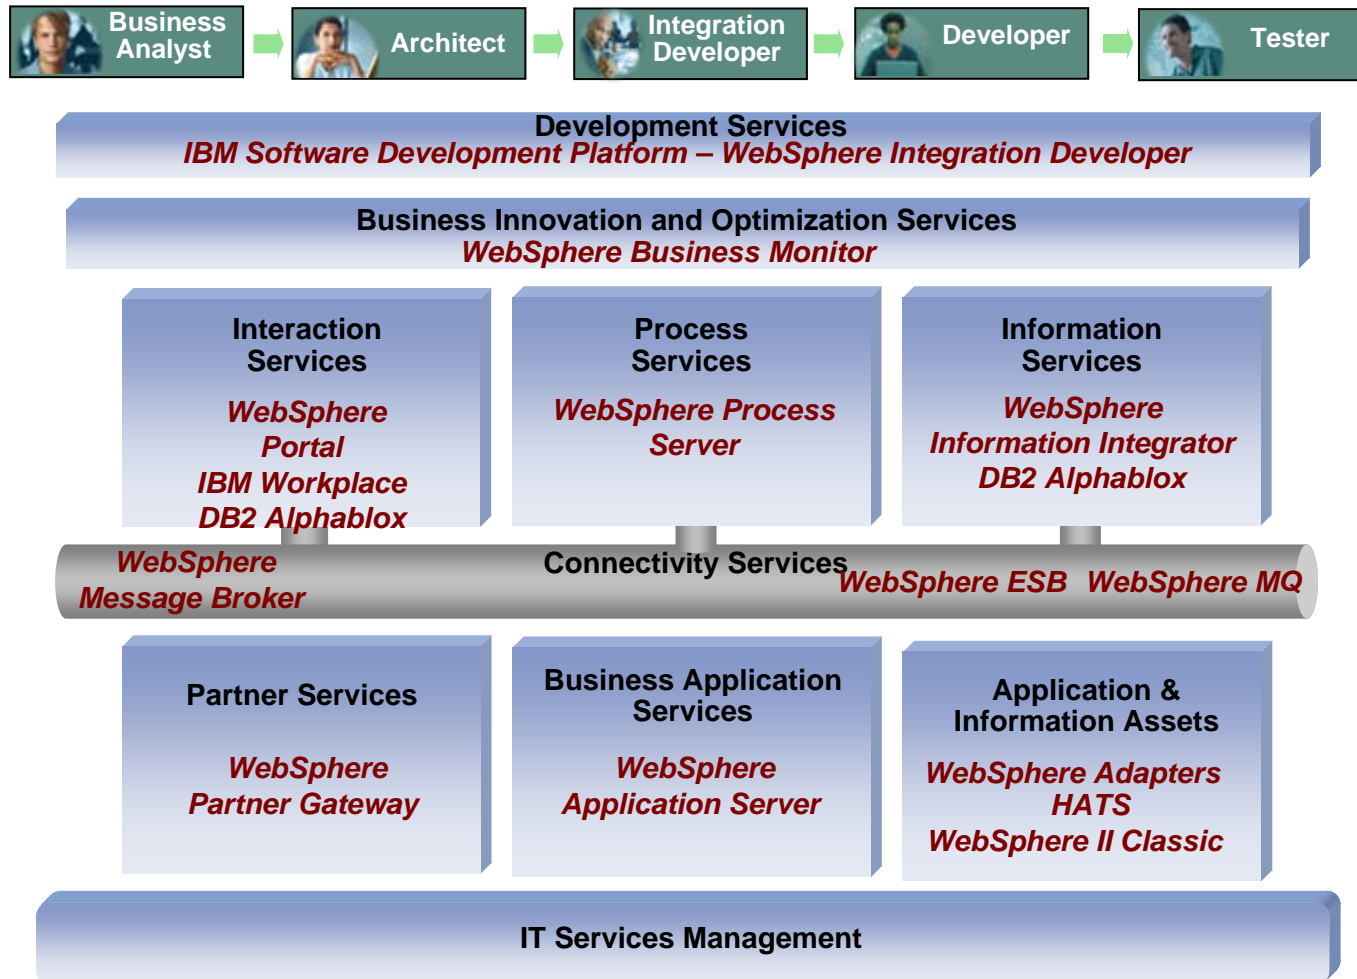 Business
Analyst
Architect
Integration
Developer
Developer
Tester
Development Services
IBM Software Development Platform – WebSphere Integration Developer
Business Innovation and Optimization Services
WebSphere Business Monitor
Interaction
Services
WebSphere
Portal
IBM Workplace
DB2 Alphablox
Process
Services
WebSphere Process
Server
Information
Services
WebSphere
Information Integrator
DB2 Alphablox
WebSphere
Message Broker
Connectivity Services
WebSphere ESB
WebSphere MQ
Partner Services
WebSphere
Partner Gateway
Business Application
Services
WebSphere
Application Server
Application &
Information Assets
WebSphere Adapters
HATS
WebSphere II Classic
IT Services Management